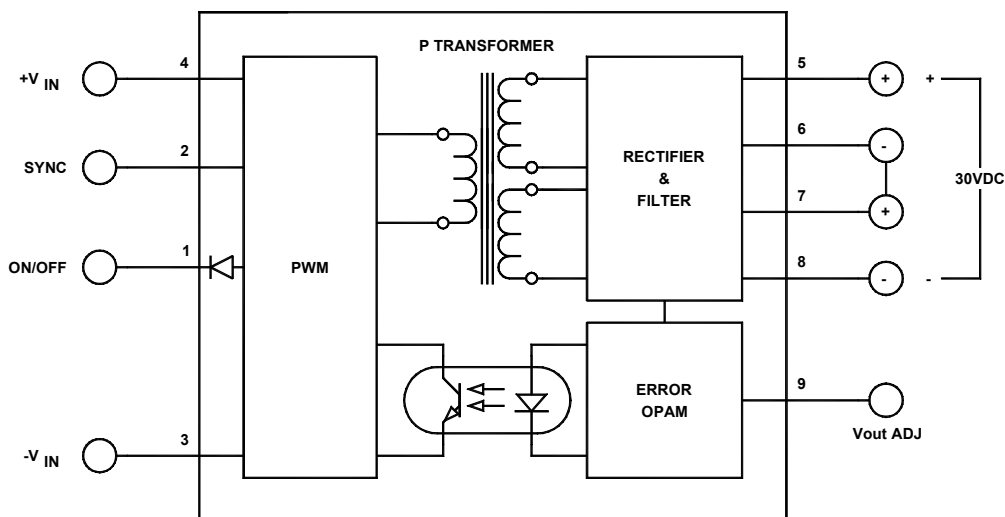 P TRANSFORMER
+V IN
4
SYNC
2
ON/OFF
1
-V IN
3
PWM
RECTIFIER
&
FILTER
ERROR
OPAM
5
+
+
6
-
30VDC
7
+
8
-
-
9
Vout ADJ